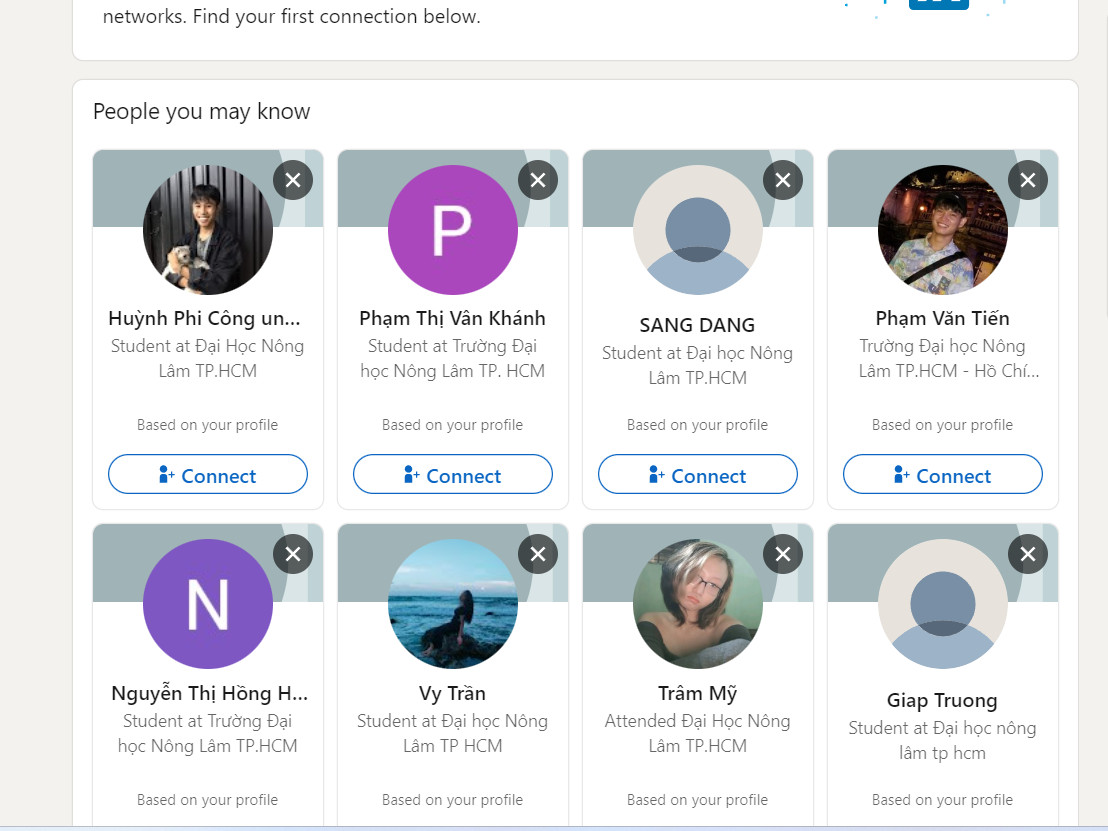 networks. Find your first connection below.
People you may know
Huỳnh Phi Công un...
Student at Đại Học Nông
Lâm TP.HCM
Based on your profile
Connect
P
Phạm Thị Vân Khánh
Student at Trường Đại
học Nông Lâm TP. HCM
Based on your profile
Connect
SANG DANG
Student at Đại học Nông
Lâm TP.HCM
Based on your profile
Connect
Phạm Văn Tiến
Trường Đại học Nông
Lâm TP.HCM - Hồ Chí...
Based on your profile
Connect
N
Nguyễn Thị Hồng H...
Student at Trường Đại
học Nông Lâm TP.HCM
Based on your profile
Vy Trần
Student at Đại học Nông
Lâm TP HCM
Based on your profile
Trâm Mỹ
Attended Đại Học Nông
Lâm TP.HCM
Based on your profile
Giap Truong
Student at Đại học nông
lâm tp hcm
Based on your profile